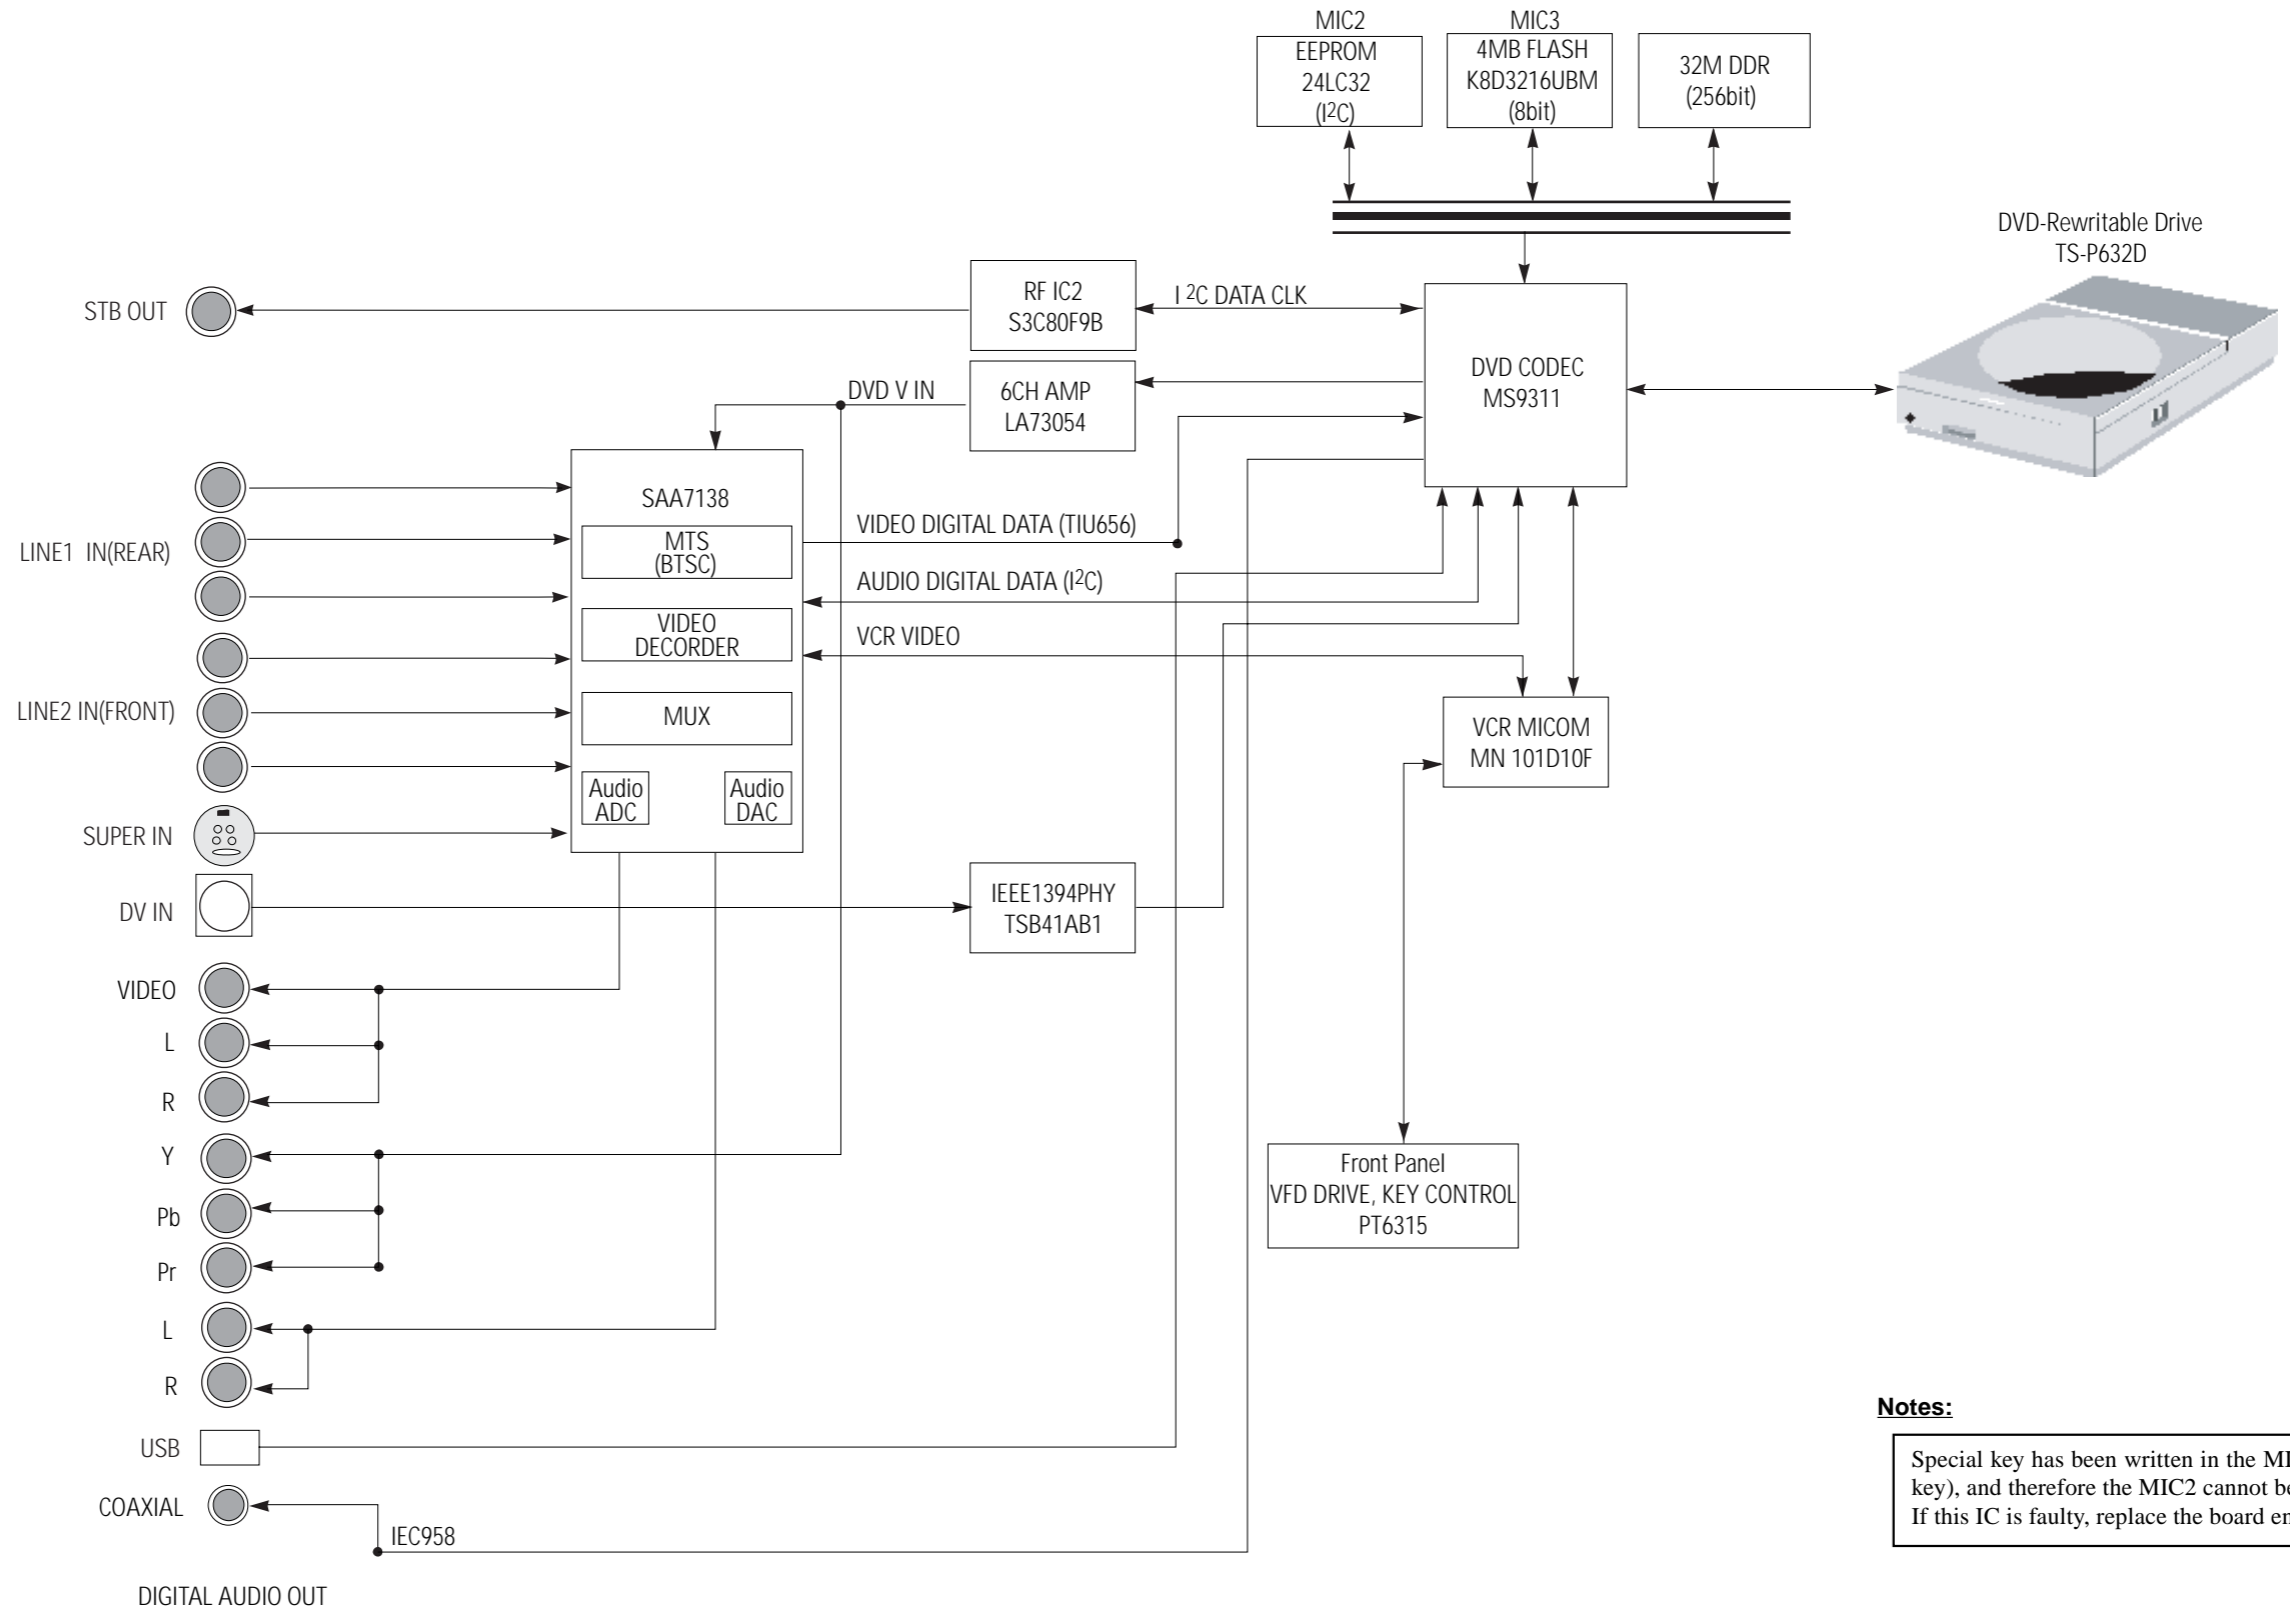 MIC2
EEPROM
24LC32
(I2C)
MIC3
4MB FLASH
K8D3216UBM
(8bit)
32M DDR
(256bit)
DVD-Rewritable Drive
TS-P632D
STB OUT
RF IC2
S3C80F9B
I 2C DATA CLK
DVD CODEC
MS9311
DVD V IN
6CH AMP
LA73054
SAA7138
MTS
(BTSC)
VIDEO
DECORDER
MUX
Audio
ADC
Audio
DAC
VIDEO DIGITAL DATA (TIU656)
AUDIO DIGITAL DATA (I2C)
VCR VIDEO
LINE1 IN(REAR)
LINE2 IN(FRONT)
VCR MICOM
MN 101D10F
SUPER IN
DV IN
IEEE1394PHY
TSB41AB1
VIDEO
L
R
Y
Pb
Pr
L
R
Front Panel
VFD DRIVE, KEY CONTROL
PT6315
USB
COAXIAL
IEC958
DIGITAL AUDIO OUT
Notes:
Special key has been written in the
key), and therefore the MIC2 cannot
If this IC is faulty, replace the board